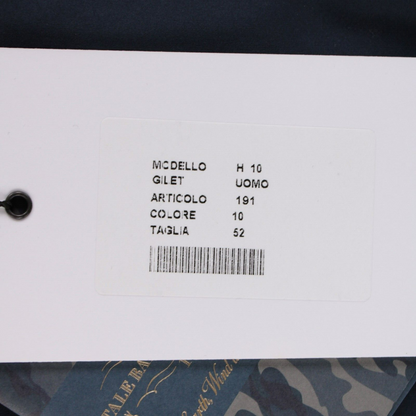 MODELLO H 10
GILET UOMO
ARTICOLO 191
COLORE 10
TAGLIA 52